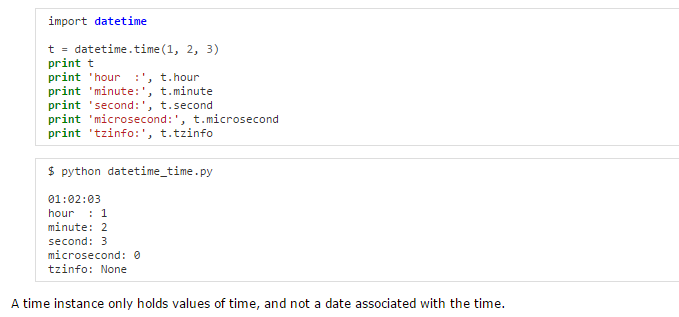 import datetime
t = datetime.time(1, 2, 3)
print t
print 'hour  :', t.hour
print 'minute:', t.minute
print 'second:', t.second
print 'microsecond:', t.microsecond
print 'tzinfo:', t.tzinfo
$ python datetime_time.py
01:02:03
hour  : 1
minute: 2
second: 3
microsecond: 0
tzinfo: None
A time instance only holds values of time, and not a date associated with the time.